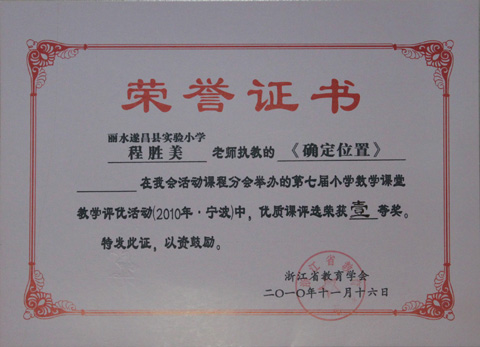 荣誉证书
丽水遂昌县实验小学
程胜美 老师执教的 《确定位置》
在我会活动课程分会举办的第七届小学数学课堂
教学评优活动(2010年·宁波)中，优质课评选荣获 壹 等奖。
特发此证，以资鼓励。
浙江省教育学会
二〇一〇年十一月十六日